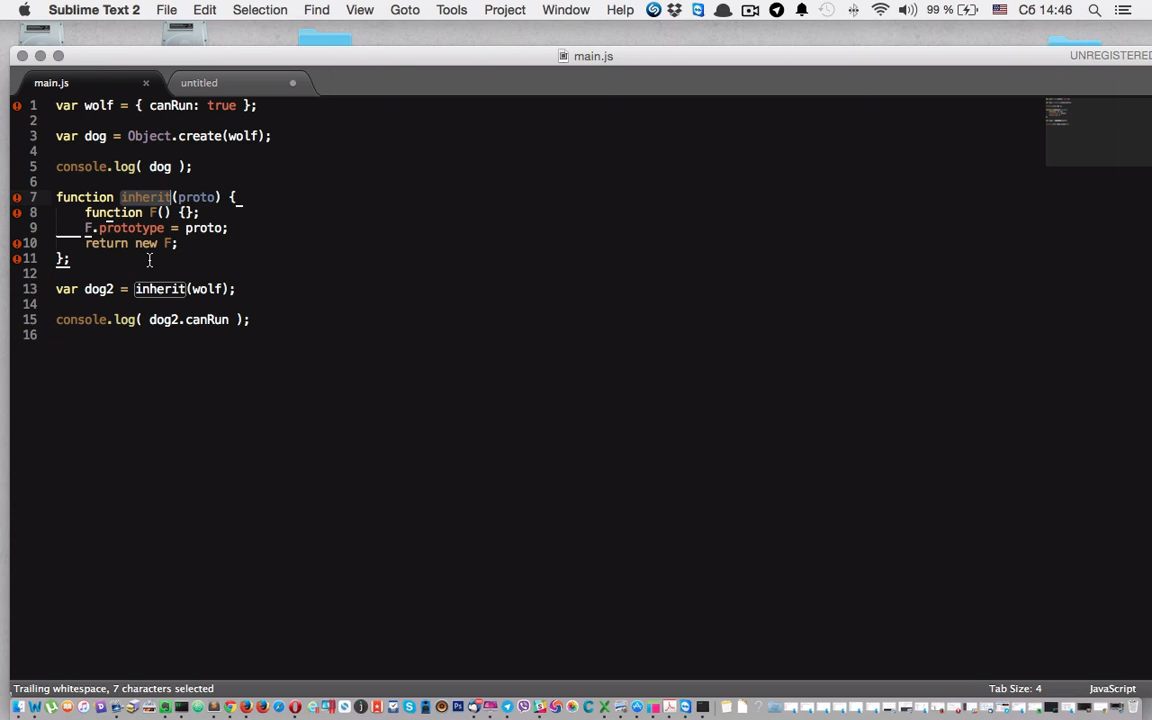 Sublime Text 2 File Edit Selection Find View Goto Tools Project Window Help 99 % Сб 14:46
main.js UNREGISTERED
main.js × untitled
1 var wolf = { canRun: true };
2
3 var dog = Object.create(wolf);
4
5 console.log( dog );
6
7 function inherit(proto) {
8 function F() {};
9 F.prototype = proto;
10 return new F;
11 };
12
13 var dog2 = inherit(wolf);
14
15 console.log( dog2.canRun );
16
Trailing whitespace, 7 characters selected Tab Size: 4 JavaScript